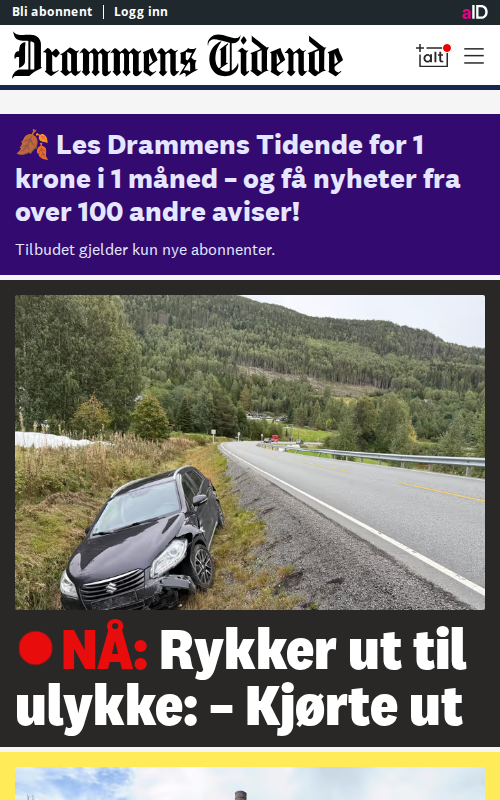 Bli abonnent | Logg inn
aID
Drammens Tidende
+alt
🍂 Les Drammens Tidende for 1
krone i 1 måned – og få nyheter fra
over 100 andre aviser!
Tilbudet gjelder kun nye abonnenter.
NÅ: Rykker ut til
ulykke: – Kjørte ut